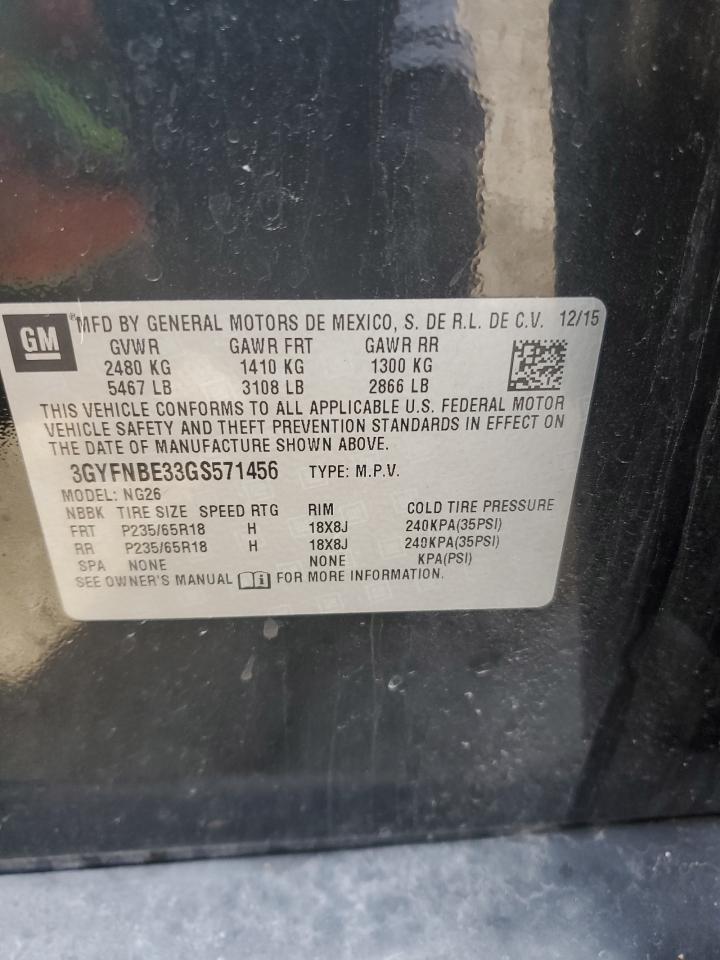 GM ® MFD BY GENERAL MOTORS DE MEXICO, S. DE R.L. DE C.V. 12/15
GVWR GAWR FRT GAWR RR
2480 KG 1410 KG 1300 KG
5467 LB 3108 LB 2866 LB
THIS VEHICLE CONFORMS TO ALL APPLICABLE U.S. FEDERAL MOTOR
VEHICLE SAFETY AND THEFT PREVENTION STANDARDS IN EFFECT ON
THE DATE OF MANUFACTURE SHOWN ABOVE.
3GYFNBE33GS571456 TYPE: M.P.V.
MODEL: NG26
NBBK TIRE SIZE SPEED RTG RIM COLD TIRE PRESSURE
FRT P235/65R18 H 18X8J 240KPA(35PSI)
RR P235/65R18 H 18X8J 240KPA(35PSI)
SPA NONE NONE KPA(PSI)
SEE OWNER'S MANUAL FOR MORE INFORMATION.